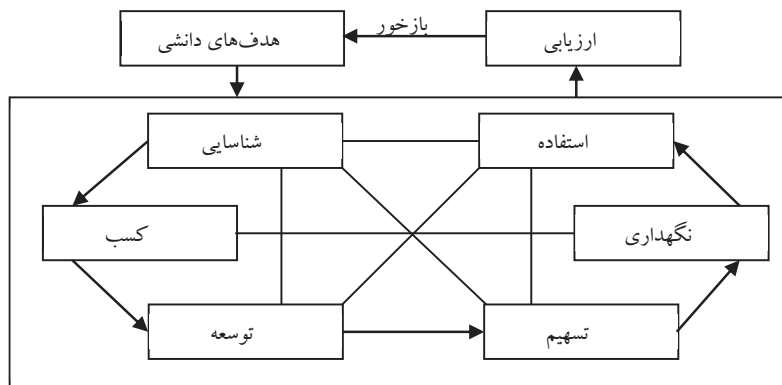 هدف‌های دانشی
بازخور
ارزیابی
شناسایی
استفاده
کسب
نگهداری
توسعه
تسهیم